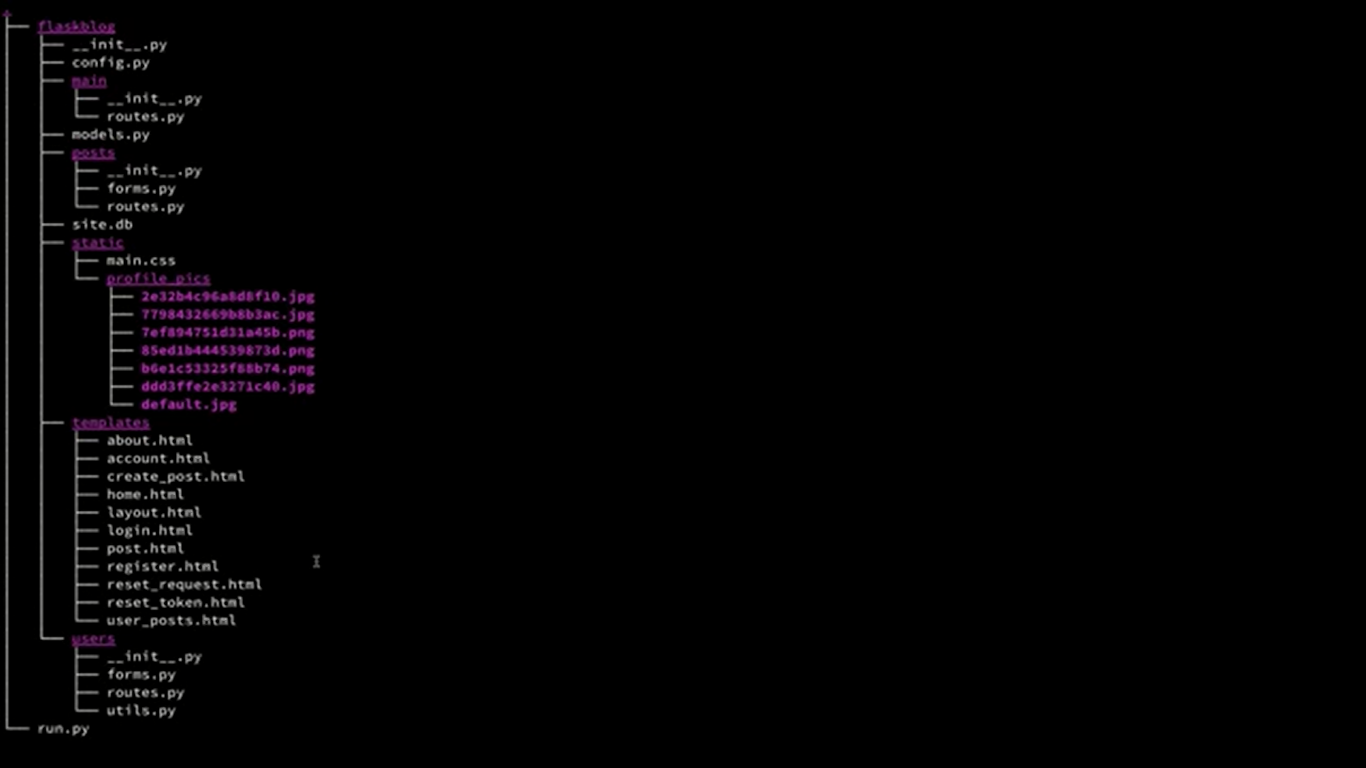 .
├── flaskblog
│   ├── __init__.py
│   ├── config.py
│   ├── main
│   │   ├── __init__.py
│   │   └── routes.py
│   ├── models.py
│   ├── posts
│   │   ├── __init__.py
│   │   ├── forms.py
│   │   └── routes.py
│   ├── site.db
│   ├── static
│   │   ├── main.css
│   │   └── profile_pics
│   │       ├── 2e32b4c96a8d8f10.jpg
│   │       ├── 7798432669b8b3ac.jpg
│   │       ├── 7ef894751d31a45b.png
│   │       ├── 85ed1b444539873d.png
│   │       ├── b6e1c53325f88b74.png
│   │       ├── ddd3ffe2e3271c40.jpg
│   │       └── default.jpg
│   ├── templates
│   │   ├── about.html
│   │   ├── account.html
│   │   ├── create_post.html
│   │   ├── home.html
│   │   ├── layout.html
│   │   ├── login.html
│   │   ├── post.html
│   │   ├── register.html
│   │   ├── reset_request.html
│   │   ├── reset_token.html
│   │   └── user_posts.html
│   └── users
│       ├── __init__.py
│       ├── forms.py
│       ├── routes.py
│       └── utils.py
└── run.py